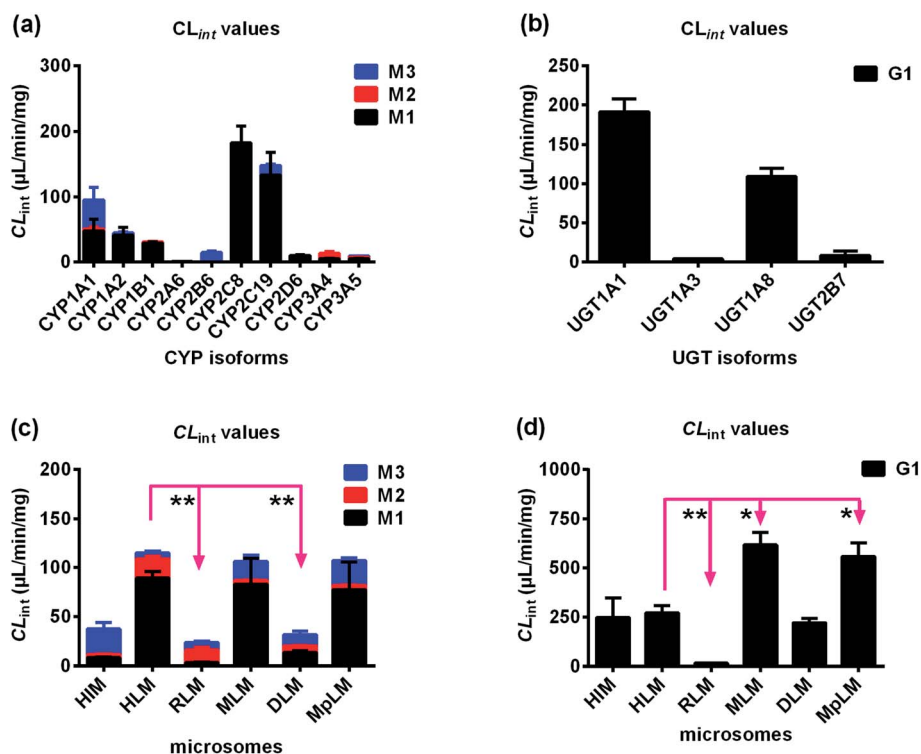 (a)
CLint values
CLint (µL/min/mg)
300
200
100
0
M3
M2
M1
CYP1A1
CYP1A2
CYP1B1
CYP2A6
CYP2B6
CYP2C8
CYP2C19
CYP2D6
CYP3A4
CYP3A5
CYP isoforms
(b)
CLint values
CLint (µL/min/mg)
250
200
150
100
50
0
G1
UGT1A1
UGT1A3
UGT1A8
UGT2B7
UGT isoforms
(c)
CLint values
CLint (µL/min/mg)
200
150
100
50
0
M3
M2
M1
**
**
HIM
HLM
RLM
MLM
DLM
MpLM
microsomes
(d)
CLint values
CLint (µL/min/mg)
1000
750
500
250
0
G1
**
*
*
HIM
HLM
RLM
MLM
DLM
MpLM
microsomes